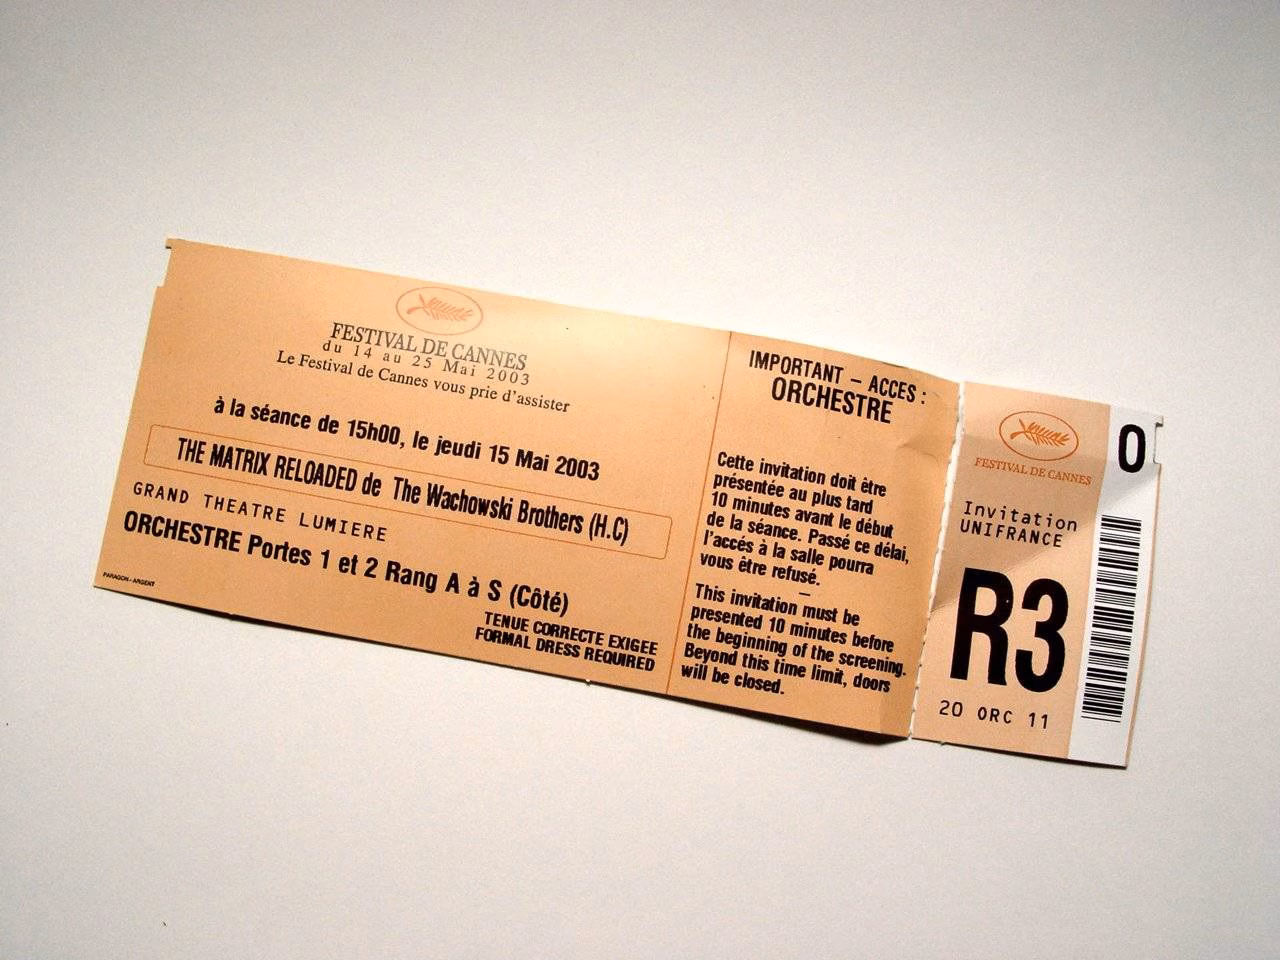 FESTIVAL DE CANNES
du 14 au 25 Mai 2003
Le Festival de Cannes vous prie d'assister
à la séance de 15h00, le jeudi 15 Mai 2003
THE MATRIX RELOADED de The Wachowski Brothers (H.C)
GRAND THEATRE LUMIERE
ORCHESTRE Portes 1 et 2 Rang A à S (Côté)
TENUE CORRECTE EXIGEE
FORMAL DRESS REQUIRED
PARAGON - ARGENT
IMPORTANT - ACCES :
ORCHESTRE
Cette invitation doit être
présentée au plus tard
10 minutes avant le début
de la séance. Passé ce délai,
l'accés à la salle pourra
vous être refusé.
—
This invitation must be
presented 10 minutes before
the beginning of the screening.
Beyond this time limit, doors
will be closed.
FESTIVAL DE CANNES
Invitation
UNIFRANCE
R3
20 ORC 11
0